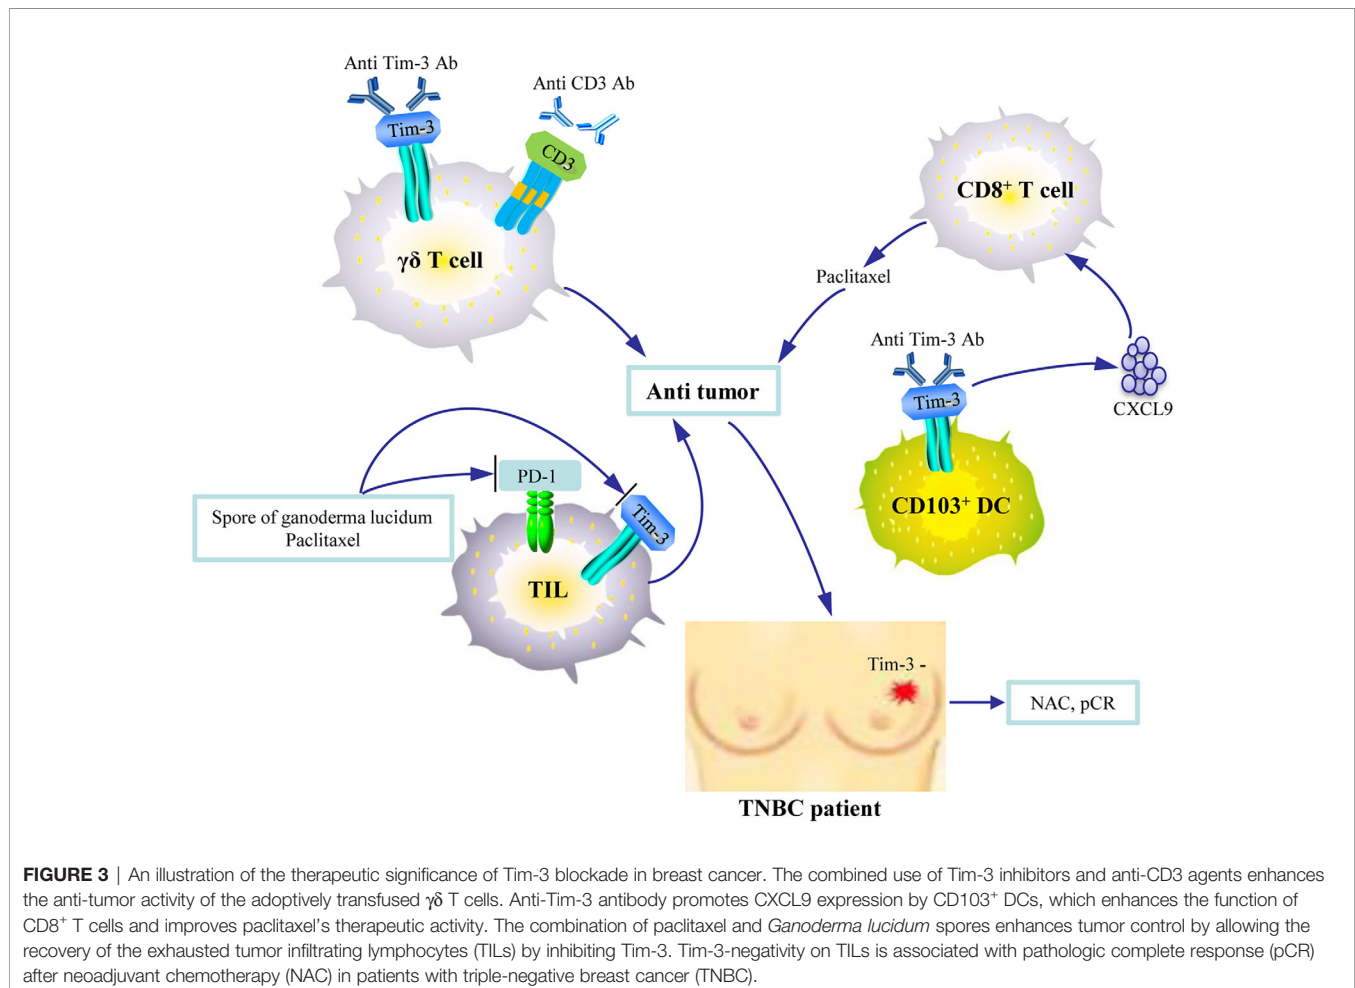 Anti Tim-3 Ab
Anti CD3 Ab
Tim-3
CD3
γδ T cell
CD8⁺ T cell
Paclitaxel
Anti Tim-3 Ab
Tim-3
CXCL9
CD103⁺ DC
Anti tumor
PD-1
Tim-3
Spore of ganoderma lucidum
Paclitaxel
TIL
Tim-3 -
NAC, pCR
TNBC patient
FIGURE 3 | An illustration of the therapeutic significance of Tim-3 blockade in breast cancer. The combined use of Tim-3 inhibitors and anti-CD3 agents enhances
the anti-tumor activity of the adoptively transfused γδ T cells. Anti-Tim-3 antibody promotes CXCL9 expression by CD103⁺ DCs, which enhances the function of
CD8⁺ T cells and improves paclitaxel’s therapeutic activity. The combination of paclitaxel and Ganoderma lucidum spores enhances tumor control by allowing the
recovery of the exhausted tumor infiltrating lymphocytes (TILs) by inhibiting Tim-3. Tim-3-negativity on TILs is associated with pathologic complete response (pCR)
after neoadjuvant chemotherapy (NAC) in patients with triple-negative breast cancer (TNBC).